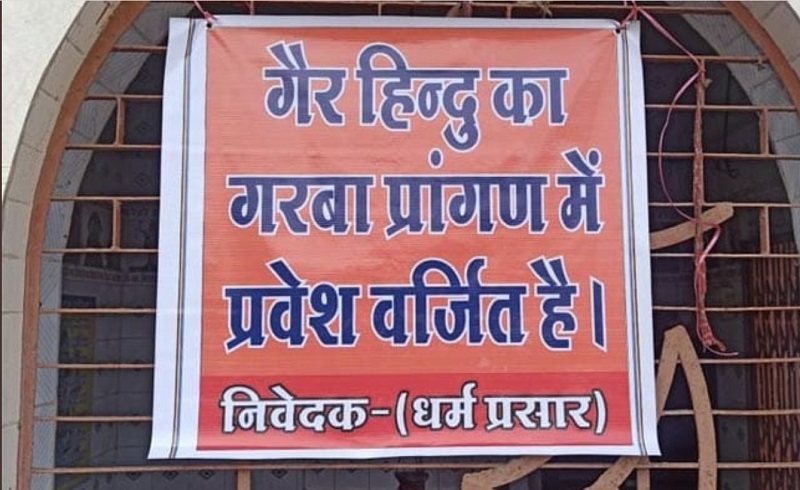 गैर हिन्दु का
गरबा प्रांगण में
प्रवेश वर्जित है।
निवेदक-(धर्म प्रसार)